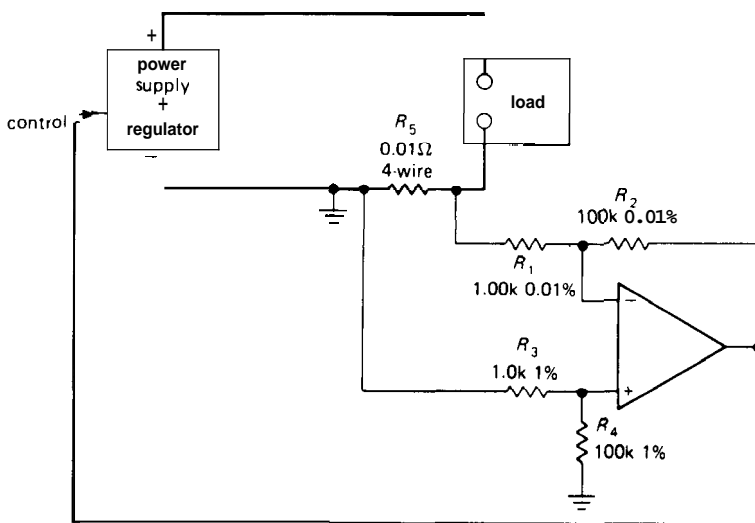 +
power
supply
+
regulator
−
control
load
R5
0.01Ω
4-wire
R2
100k 0.01%
R1
1.00k 0.01%
−
R3
1.0k 1%
+
R4
100k 1%